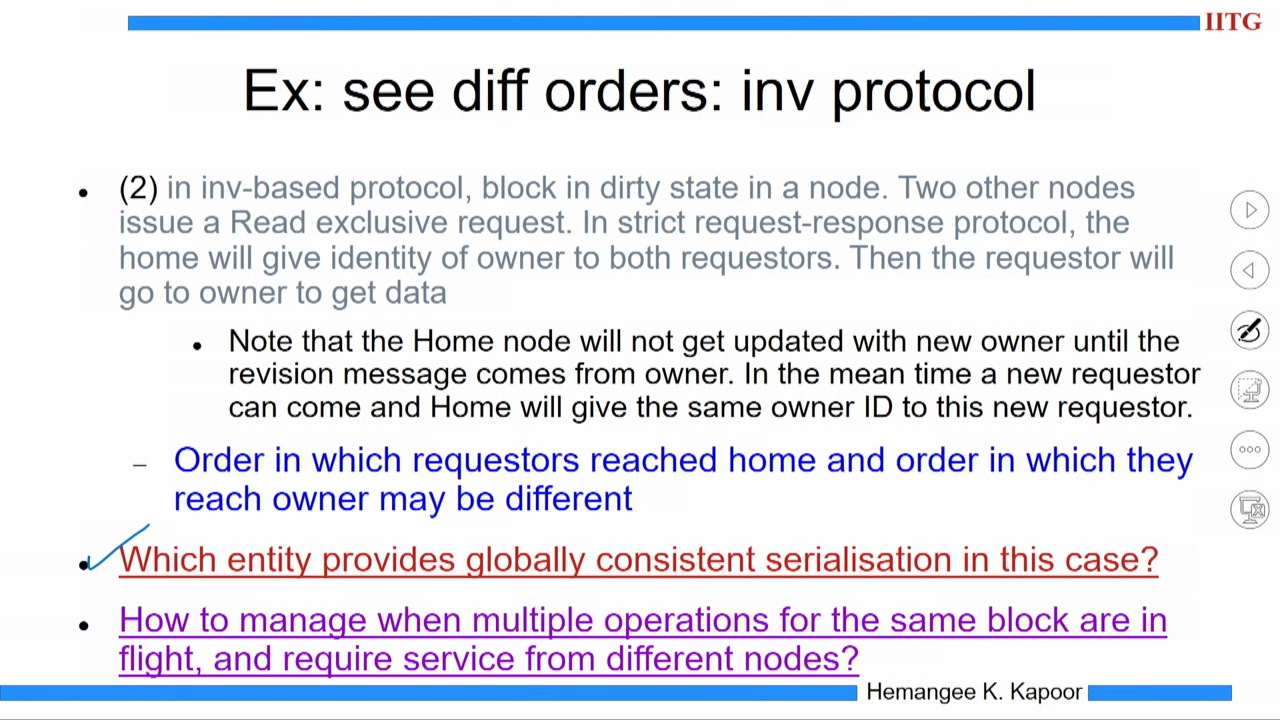 IITG
Ex: see diff orders: inv protocol
• (2) in inv-based protocol, block in dirty state in a node. Two other nodes
issue a Read exclusive request. In strict request-response protocol, the
home will give identity of owner to both requestors. Then the requestor will
go to owner to get data
• Note that the Home node will not get updated with new owner until the
revision message comes from owner. In the mean time a new requestor
can come and Home will give the same owner ID to this new requestor.
– Order in which requestors reached home and order in which they
reach owner may be different
• Which entity provides globally consistent serialisation in this case?
• How to manage when multiple operations for the same block are in
flight, and require service from different nodes?
Hemangee K. Kapoor